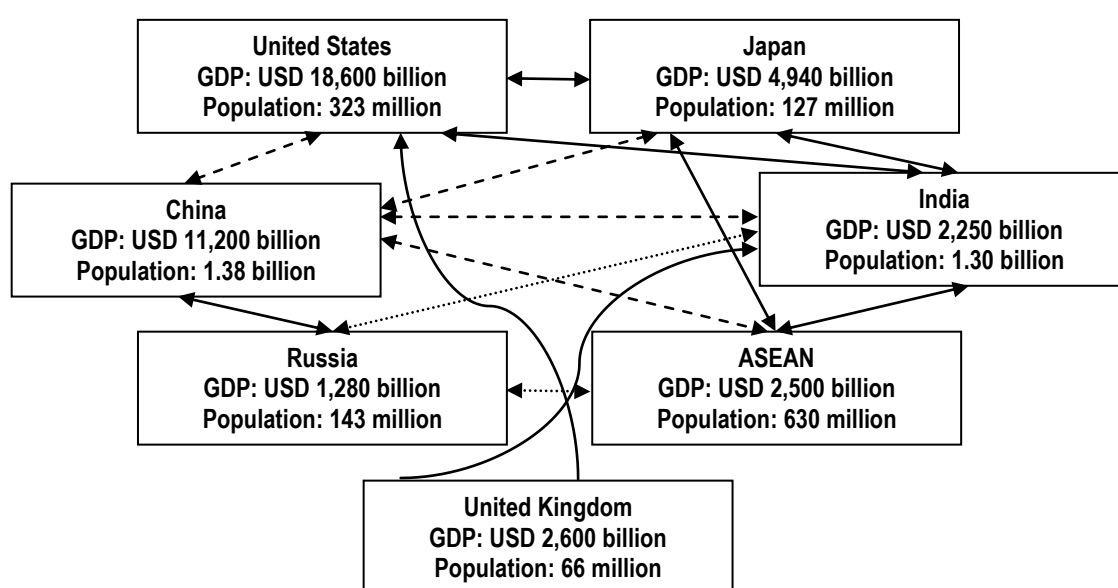 United States
GDP: USD 18,600 billion
Population: 323 million
Japan
GDP: USD 4,940 billion
Population: 127 million
China
GDP: USD 11,200 billion
Population: 1.38 billion
India
GDP: USD 2,250 billion
Population: 1.30 billion
Russia
GDP: USD 1,280 billion
Population: 143 million
ASEAN
GDP: USD 2,500 billion
Population: 630 million
United Kingdom
GDP: USD 2,600 billion
Population: 66 million